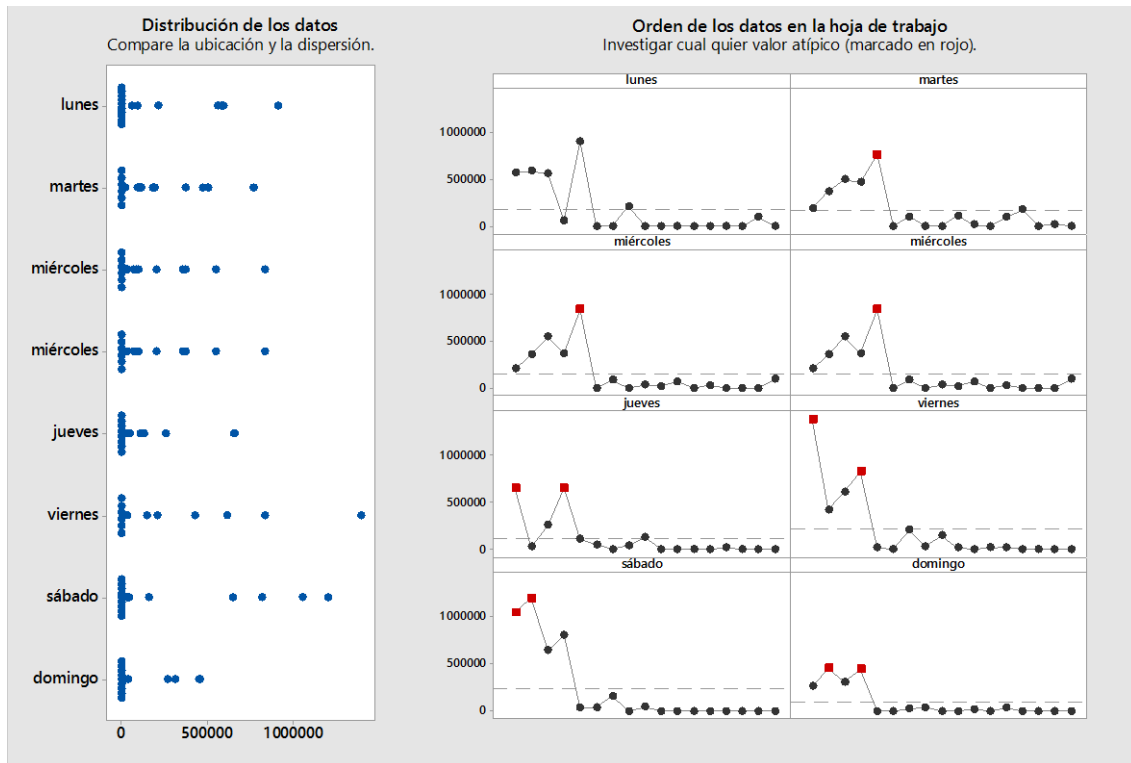 Distribución de los datos
Compare la ubicación y la dispersión.
lunes
martes
miércoles
miércoles
jueves
viernes
sábado
domingo
0 500000 1000000
Orden de los datos en la hoja de trabajo
Investigar cual quier valor atípico (marcado en rojo).
lunes martes
1000000
500000
0
miércoles miércoles
1000000
500000
0
jueves viernes
1000000
500000
0
sábado domingo
1000000
500000
0